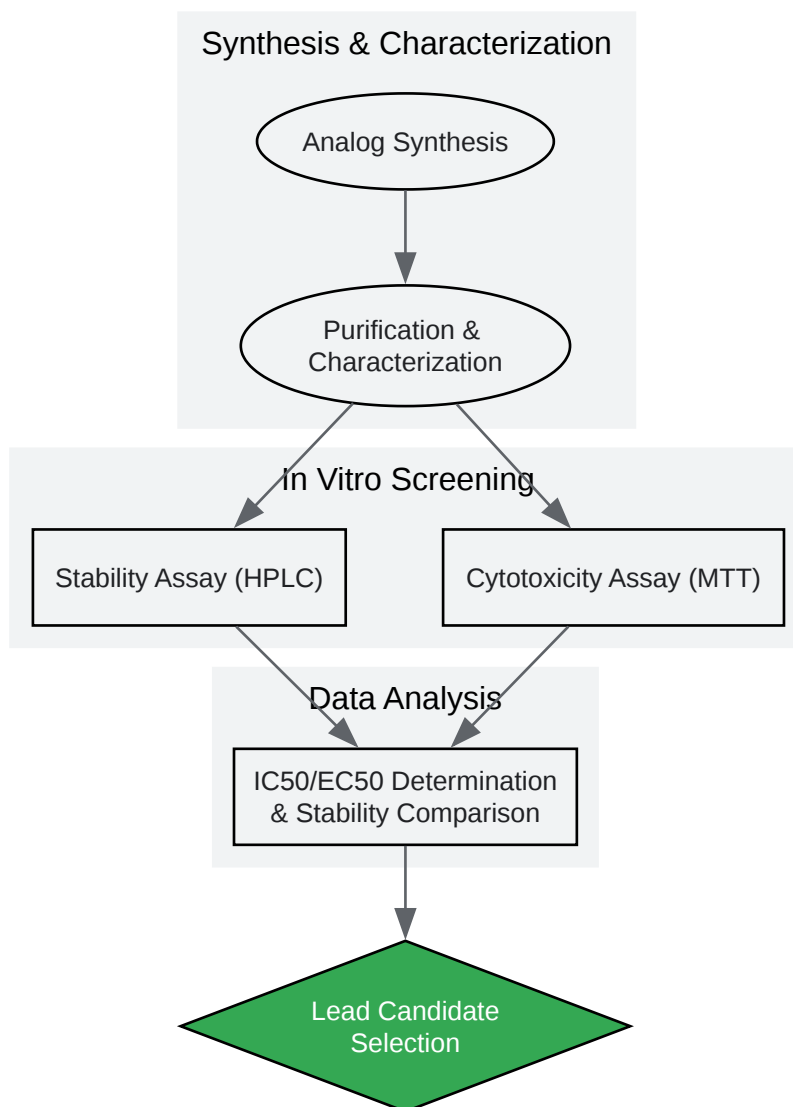 Synthesis & Characterization
Analog Synthesis
Purification &
Characterization
In Vitro Screening
Stability Assay (HPLC)
Cytotoxicity Assay (MTT)
Data Analysis
IC50/EC50 Determination
& Stability Comparison
Lead Candidate
Selection